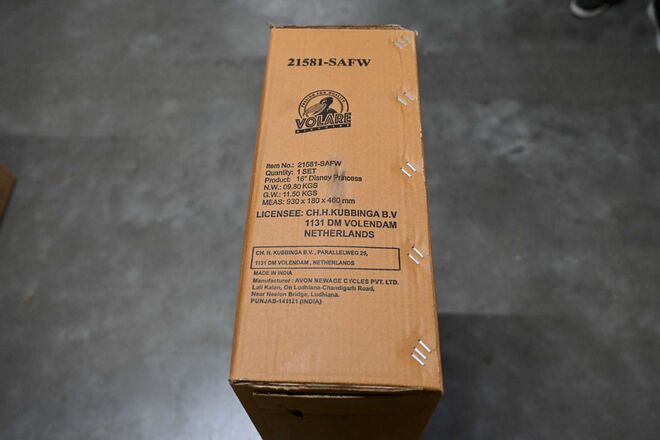 21581-SAFW
VOLARE
BICYCLES
Item No.: 21581-SAFW
Quantity: 1 SET
Product: 16" Disney Princess
N.W.: 09.80 KGS
G.W.: 11.50 KGS
MEAS: 930 x 180 x 460 mm
LICENSEE: CH.H.KUBBINGA B.V
1131 DM VOLENDAM
NETHERLANDS
CH. H. KUBBINGA B.V. , PARALLELWEG 25,
1131 DM VOLENDAM , NETHERLANDS
MADE IN INDIA
Manufacturer : AVON NEWAGE CYCLES PVT. LTD.
Lali Kalan, On Ludhiana-Chandigarh Road,
Near Neelon Bridge, Ludhiana.
PUNJAB-141121 (INDIA)